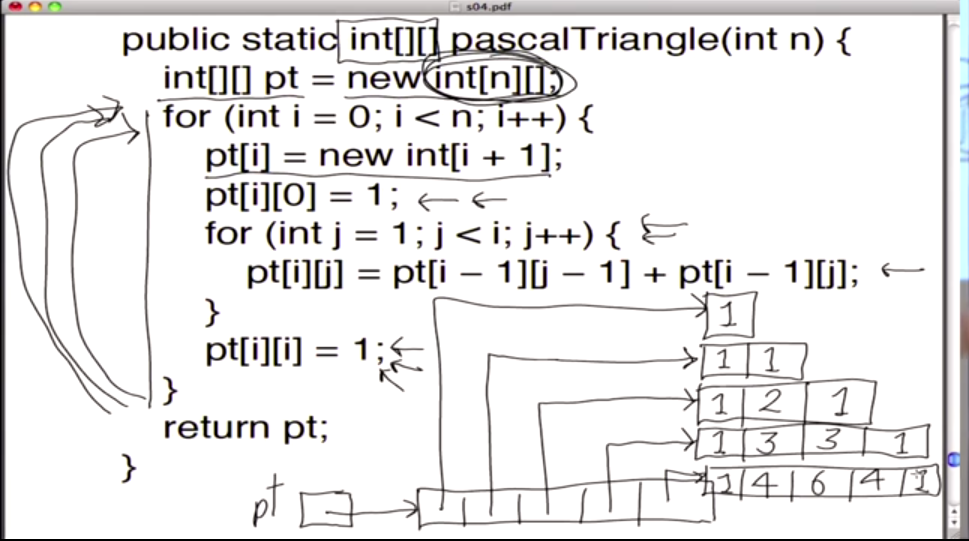 s04.pdf
public static int[][] pascalTriangle(int n) {
int[][] pt = new int[n][];
for (int i = 0; i < n; i++) {
pt[i] = new int[i + 1];
pt[i][0] = 1;
for (int j = 1; j < i; j++) {
pt[i][j] = pt[i − 1][j − 1] + pt[i − 1][j];
}
1
pt[i][i] = 1;
1 1
}
1 2 1
return pt;
1 3 3 1
}
1 4 6 4 1
pt